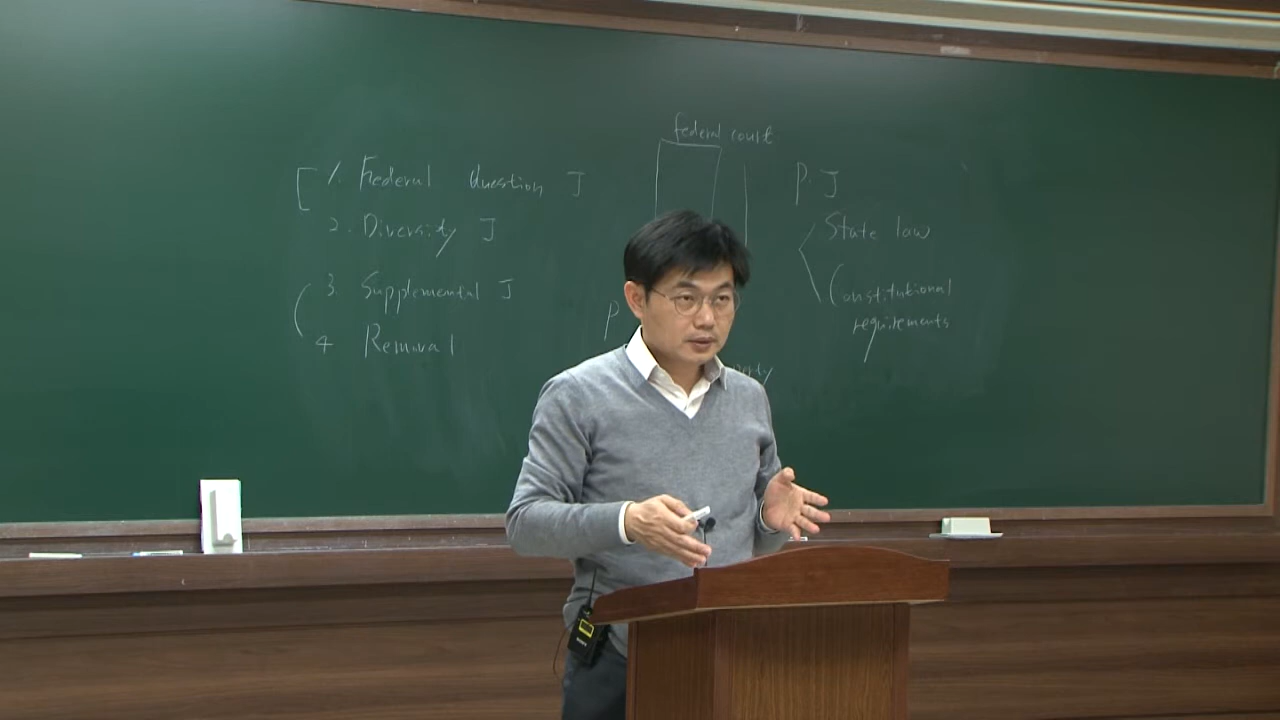 1. Federal Question J
2. Diversity J
3. Supplemental J
4 Removal
federal court
P
P. J
State law
Constitutional
requirements